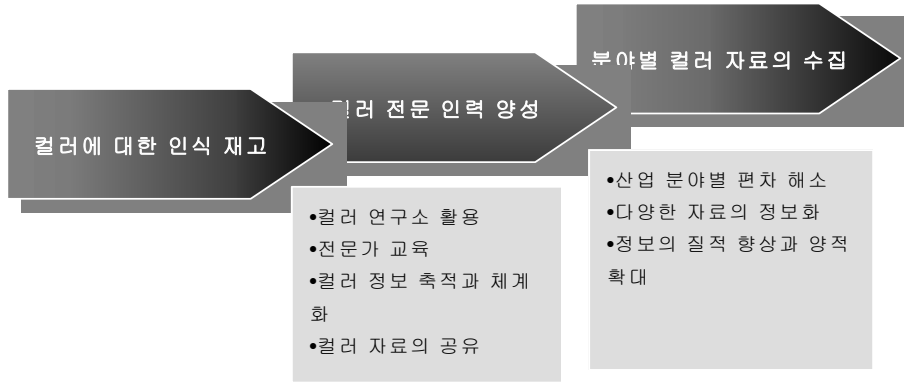 컬러에 대한 인식 재고
컬러 전문 인력 양성
•컬러 연구소 활용
•전문가 교육
•컬러 정보 축적과 체계
화
•컬러 자료의 공유
분야별 컬러 자료의 수집
•산업 분야별 편차 해소
•다양한 자료의 정보화
•정보의 질적 향상과 양적
확대